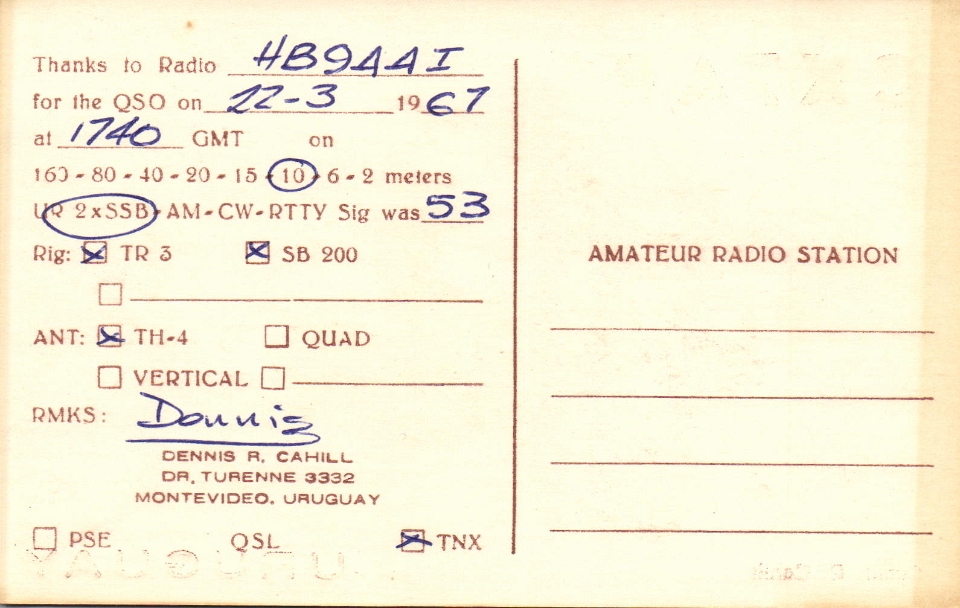 Thanks to Radio HB9AAI
for the QSO on 22-3 1967
at 1740 GMT on
160 - 80 - 40 - 20 - 15 - 10 - 6 - 2 meters
UR 2xSSB - AM - CW - RTTY Sig was 53
Rig: TR 3 SB 200
ANT: TH-4 QUAD
VERTICAL
RMKS: Dennis
DENNIS R. CAHILL
DR. TURENNE 3332
MONTEVIDEO. URUGUAY
PSE QSL TNX
AMATEUR RADIO STATION
URUGUAY